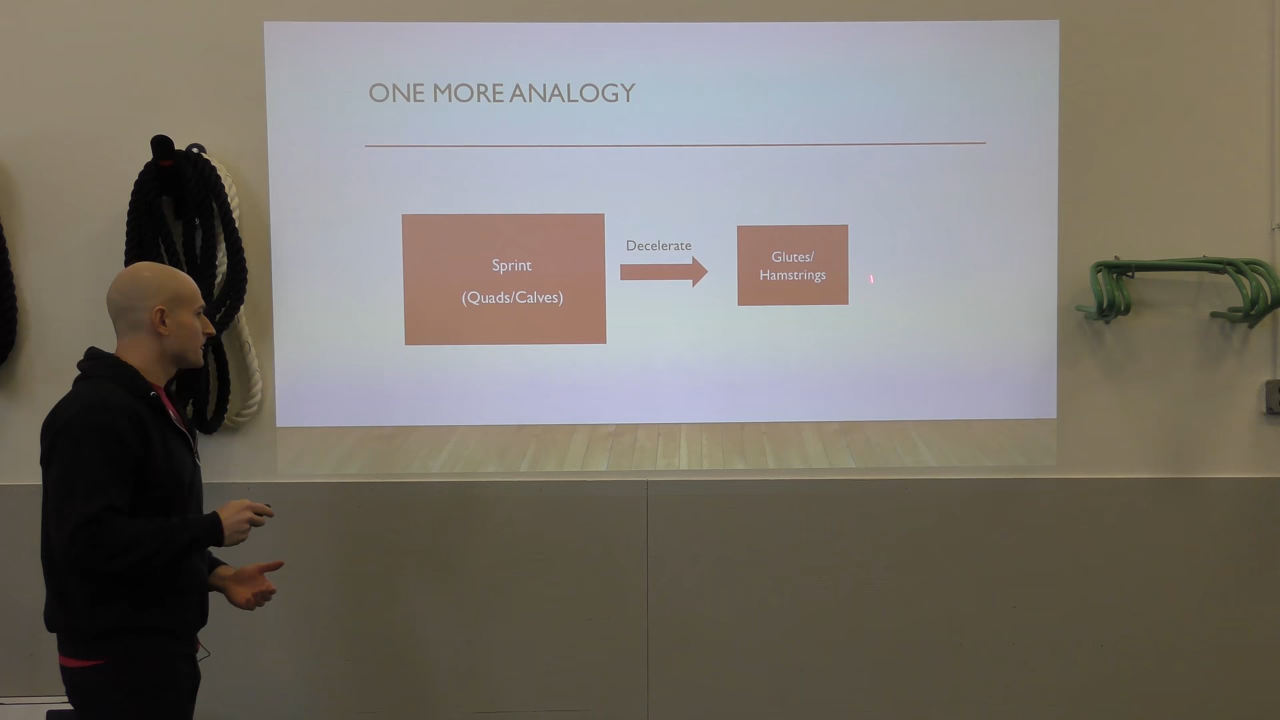 ONE MORE ANALOGY
Sprint
(Quads/Calves)
Decelerate
Glutes/
Hamstrings